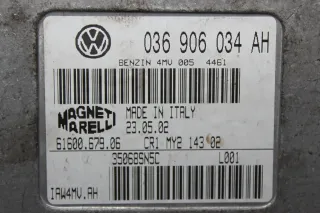 036 906 034 AH
BENZIN 4MV 005 4461
MAGNETI MARELLI
MADE IN ITALY
23.05.02
61600.679.06 CR1 MY2 143 02
350689N5C L001
IAW4MV.AH